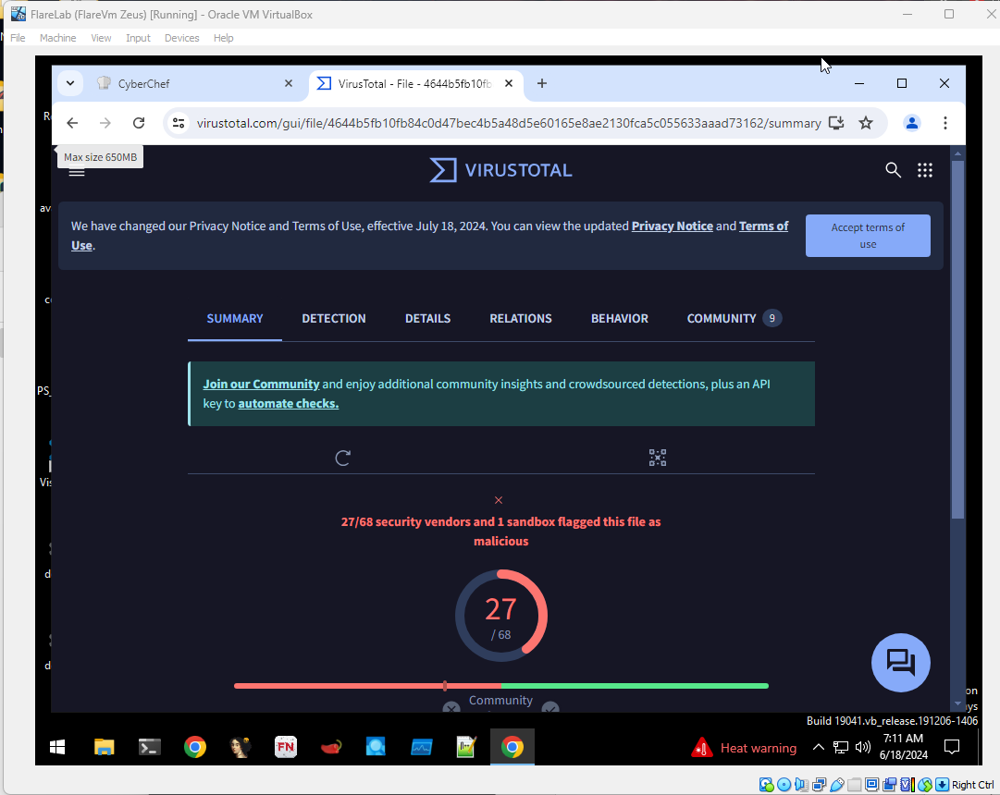 FlareLab (FlareVm Zeus) [Running] - Oracle VM VirtualBox
File Machine View Input Devices Help
CyberChef
VirusTotal - File - 4644b5fb10fb
virustotal.com/gui/file/4644b5fb10fb84c0d47bec4b5a48d5e60165e8ae2130fca5c055633aaad73162/summary
Max size 650MB
VIRUSTOTAL
We have changed our Privacy Notice and Terms of Use, effective July 18, 2024. You can view the updated Privacy Notice and Terms of
Use.
Accept terms of
use
SUMMARY DETECTION DETAILS RELATIONS BEHAVIOR COMMUNITY 9
Join our Community and enjoy additional community insights and crowdsourced detections, plus an API
key to automate checks.
27/68 security vendors and 1 sandbox flagged this file as
malicious
27
/ 68
Community
Build 19041.vb_release.191206-1406
FN
Heat warning
7:11 AM
6/18/2024
Right Ctrl